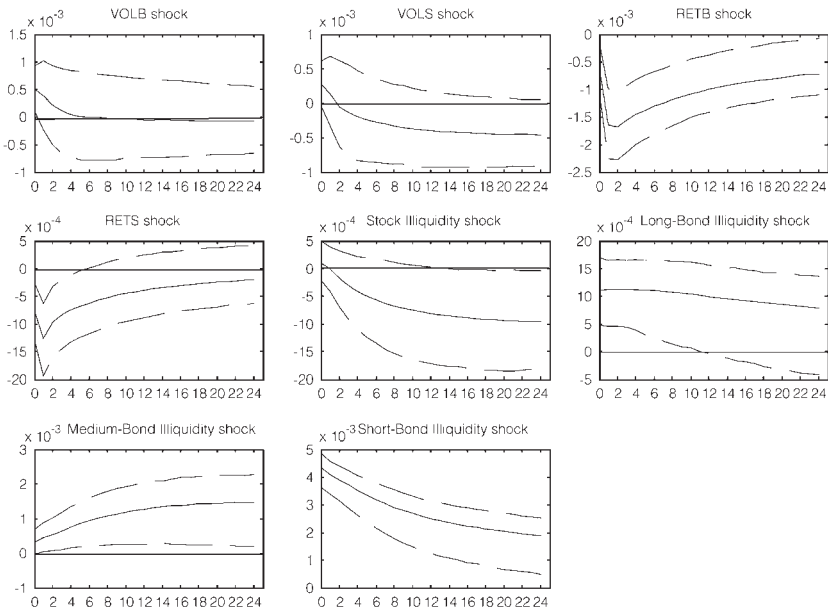 x 10^-3 VOLB shock
x 10^-3 VOLS shock
x 10^-3 RETB shock
1.5
1
0.5
0
-0.5
-1
0 2 4 6 8 10 12 14 16 18 20 22 24
1
0.5
0
-0.5
-1
0 2 4 6 8 10 12 14 16 18 20 22 24
0
-0.5
-1
-1.5
-2
-2.5
0 2 4 6 8 10 12 14 16 18 20 22 24
x 10^-4 RETS shock
x 10^-4 Stock Illiquidity shock
x 10^-4 Long-Bond Illiquidity shock
5
0
-5
-10
-15
-20
0 2 4 6 8 10 12 14 16 18 20 22 24
5
0
-5
-10
-15
-20
0 2 4 6 8 10 12 14 16 18 20 22 24
20
15
10
5
0
-5
0 2 4 6 8 10 12 14 16 18 20 22 24
x 10^-3 Medium-Bond Illiquidity shock
x 10^-3 Short-Bond Illiquidity shock
3
2
1
0
-1
0 2 4 6 8 10 12 14 16 18 20 22 24
5
4
3
2
1
0
0 2 4 6 8 10 12 14 16 18 20 22 24